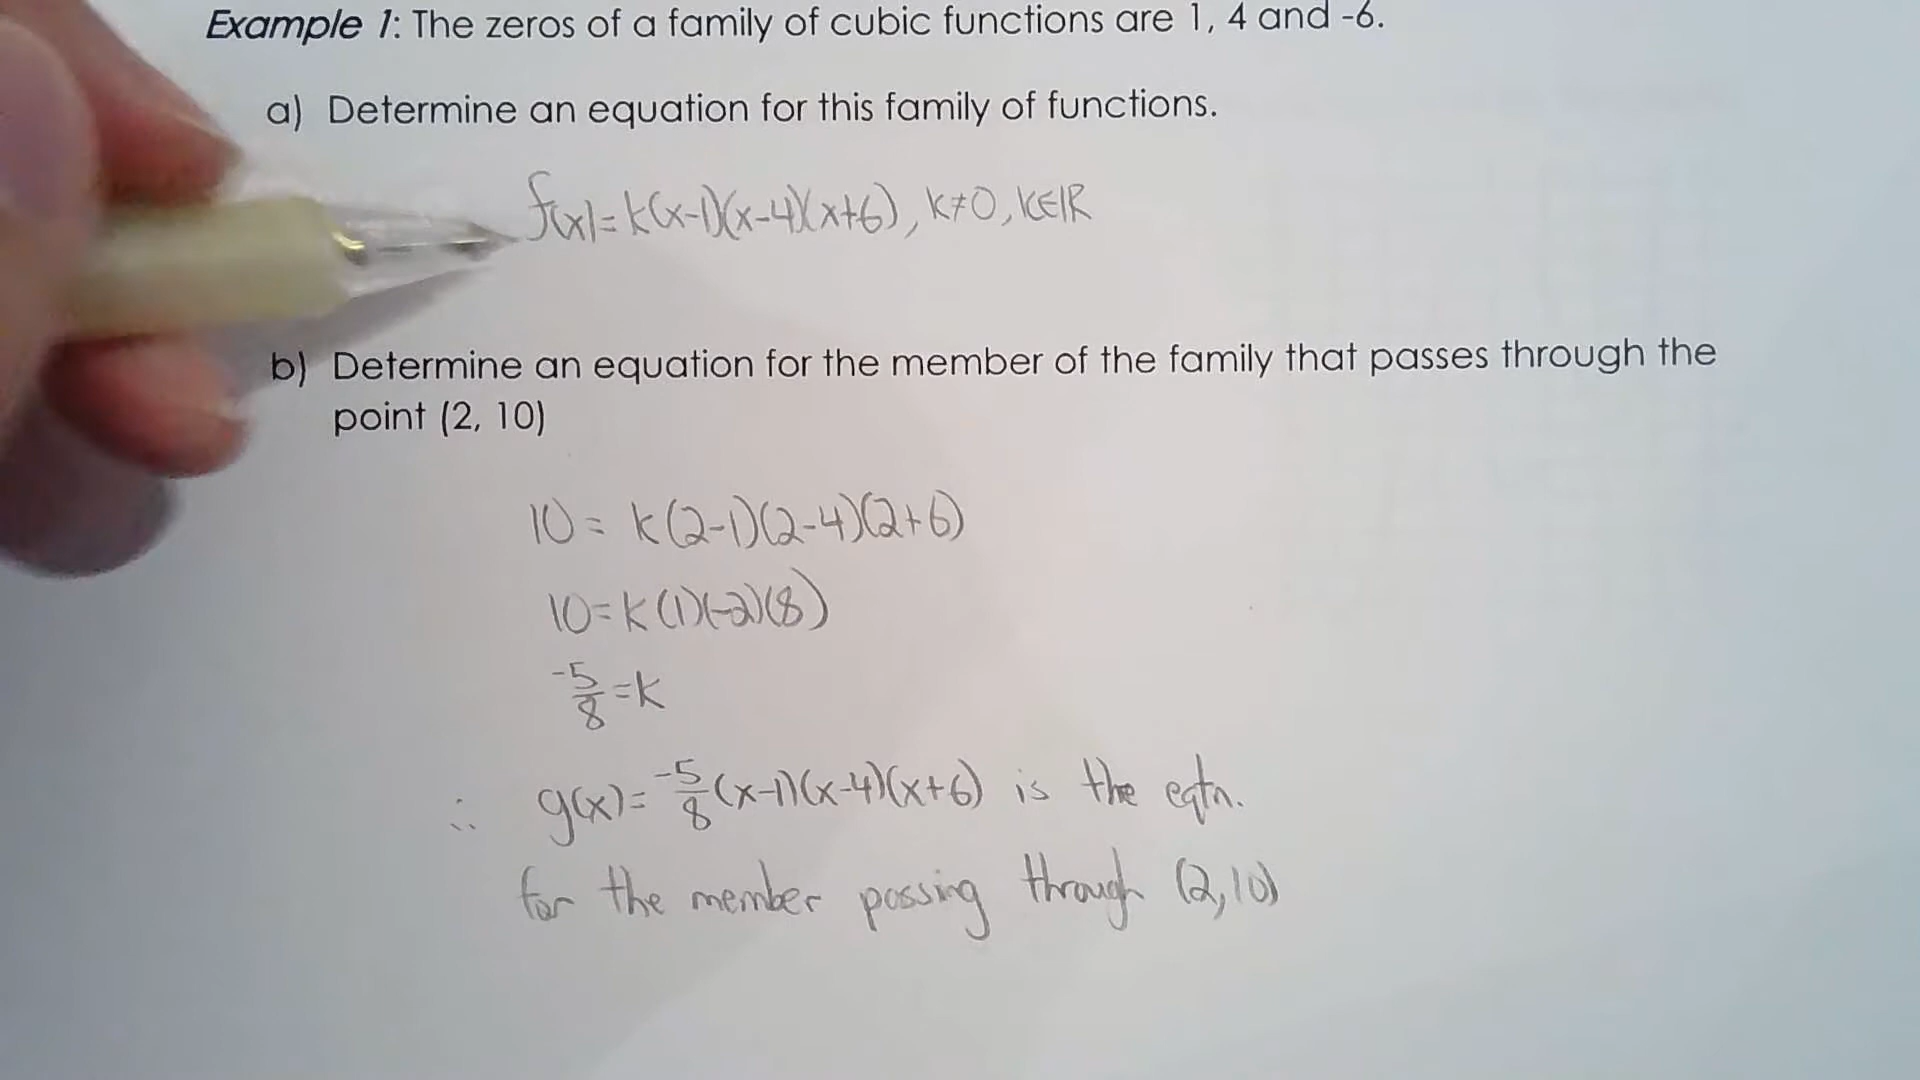 Example 1: The zeros of a family of cubic functions are 1, 4 and -6.
a) Determine an equation for this family of functions.
f(x)=k(x-1)(x-4)(x+6), k≠0, k∈ℝ
b) Determine an equation for the member of the family that passes through the
point (2, 10)
10 = k(2-1)(2-4)(2+6)
10=k(1)(-2)(8)
-5/8=k
∴ g(x)= -5/8(x-1)(x-4)(x+6) is the eqtn.
for the member passing through (2,10)